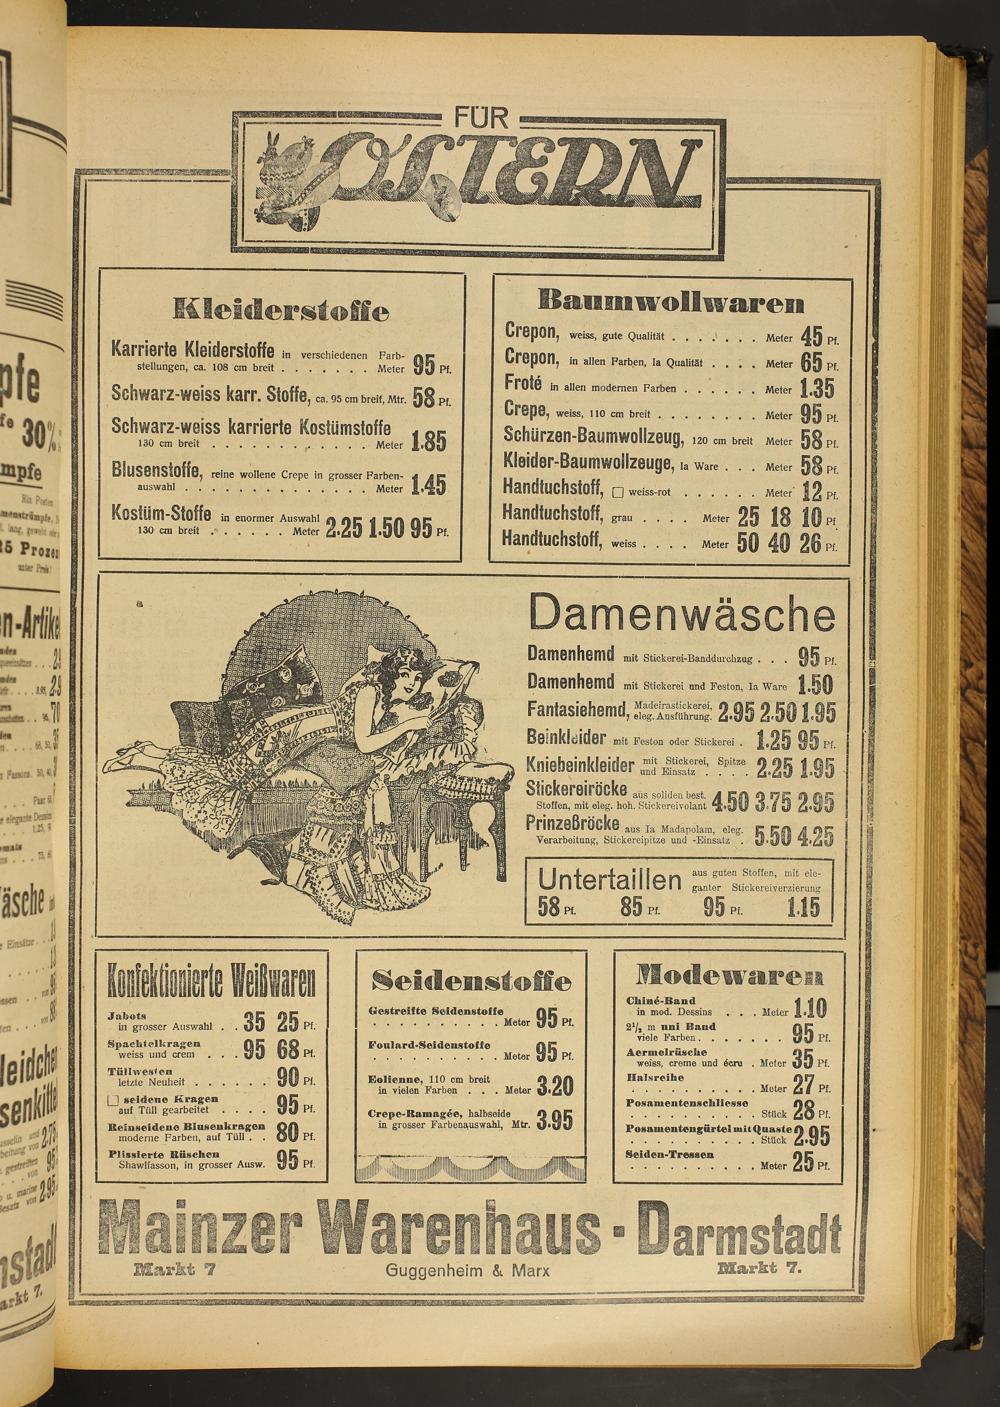 FÜR
OSTERN
Kleiderstoffe
Karrierte Kleiderstoffe in verschiedenen Farb-
stellungen, ca. 108 cm breit . . . . . . . Meter 95 Pf.
Schwarz-weiss karr. Stoffe, ca. 95 cm breit, Mtr. 58 Pf.
Schwarz-weiss karrierte Kostümstoffe
130 cm breit . . . . . . . . . . . . Meter 1.85
Blusenstoffe, reine wollene Crepe in grosser Farben-
auswahl . . . . . . . . . . . . . Meter 1.45
Kostüm-Stoffe in enormer Auswahl
130 cm breit . . . . . . Meter 2.25 1.50 95 Pf.
Baumwollwaren
Crepon, weiss, gute Qualität . . . . . . . Meter 45 Pf.
Crepon, in allen Farben, Ia Qualität . . . . Meter 65 Pf.
Froté in allen modernen Farben . . . . . . Meter 1.35
Crepe, weiss, 110 cm breit . . . . . . . . Meter 95 Pf.
Schürzen-Baumwollzeug, 120 cm breit Meter 58 Pf.
Kleider-Baumwollzeuge, Ia Ware . . . Meter 58 Pf.
Handtuchstoff, □ weiss-rot . . . . . . Meter 12 Pf.
Handtuchstoff, grau . . . . Meter 25 18 10 Pf
Handtuchstoff, weiss . . . . Meter 50 40 26 Pf.
Damenwäsche
Damenhemd mit Stickerei-Banddurchzug . . . 95 Pf.
Damenhemd mit Stickerei und Feston, Ia Ware 1.50
Fantasiehemd, Madeirastickerei, eleg. Ausführung. 2.95 2.50 1.95
Beinkleider mit Feston oder Stickerei . 1.25 95 Pf.
Kniebeinkleider mit Stickerei, Spitze und Einsatz . . . . 2.25 1.95
Stickereiröcke aus soliden best.
Stoffen, mit eleg. hoh. Stickereivolant 4.50 3.75 2.95
Prinzeßröcke aus Ia Madapolam, eleg.
Verarbeitung, Stickereipitze und -Einsatz . 5.50 4.25
Untertaillen aus guten Stoffen, mit ele-
ganter Stickereiverzierung
58 Pf. 85 Pf. 95 Pf. 1.15
Konfektionierte Weißwaren
Jabots
in grosser Auswahl . . 35 25 Pf.
Spachtelkragen
weiss und crem . . . 95 68 Pf.
Tüllwesten
letzte Neuheit . . . . . . 90 Pf.
□ seidene Kragen
auf Tüll gearbeitet . . . . 95 Pf.
Reinseidene Blusenkragen
moderne Farben, auf Tüll . . 80 Pf.
Plissierte Rüschen
Shawlfasson, in grosser Ausw. 95 Pf.
Seidenstoffe
Gestreifte Seidenstoffe
. . . . . . . . . . Meter 95 Pf.
Foulard-Seidenstoffe
. . . . . . . . . . Meter 95 Pf.
Eolienne, 110 cm breit
in vielen Farben . . . Meter 3.20
Crepe-Ramagée, halbseide
in grosser Farbenauswahl, Mtr. 3.95
Modewaren
Chiné-Band
in mod. Dessins . . . Meter 1.10
2½ m uni Band
viele Farben . . . . . . . . 95 Pf.
Aermelrüsche
weiss, creme und écru . Meter 35 Pf.
Halsreihe
. . . . . . . . . . Meter 27 Pf.
Posamentenschliesse
. . . . . . . . . . Stück 28 Pf.
Posamentengürtel mit Quaste
. . . . . . . . . . Stück 2.95
Seiden-Tressen
. . . . . . . . . . Meter 25 Pf.
Mainzer Warenhaus - Darmstadt
Markt 7 Guggenheim & Marx Markt 7.
pfe
30%
mpfe
Ein Posten
unter Preis!
n-Artikel
äsche